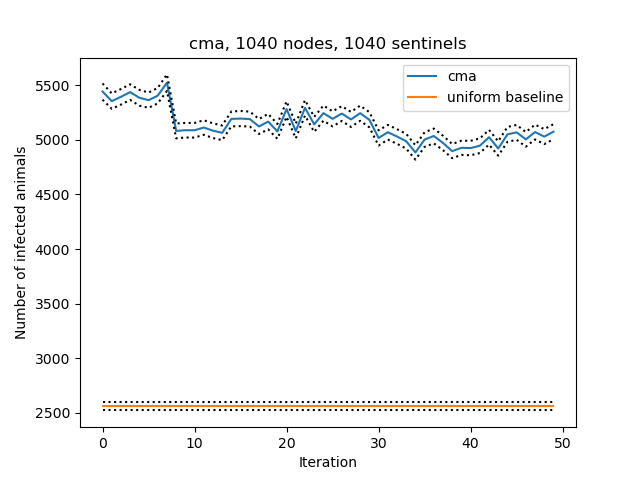 cma, 1040 nodes, 1040 sentinels
cma
uniform baseline
Number of infected animals
5500
5000
4500
4000
3500
3000
2500
0
10
20
30
40
50
Iteration